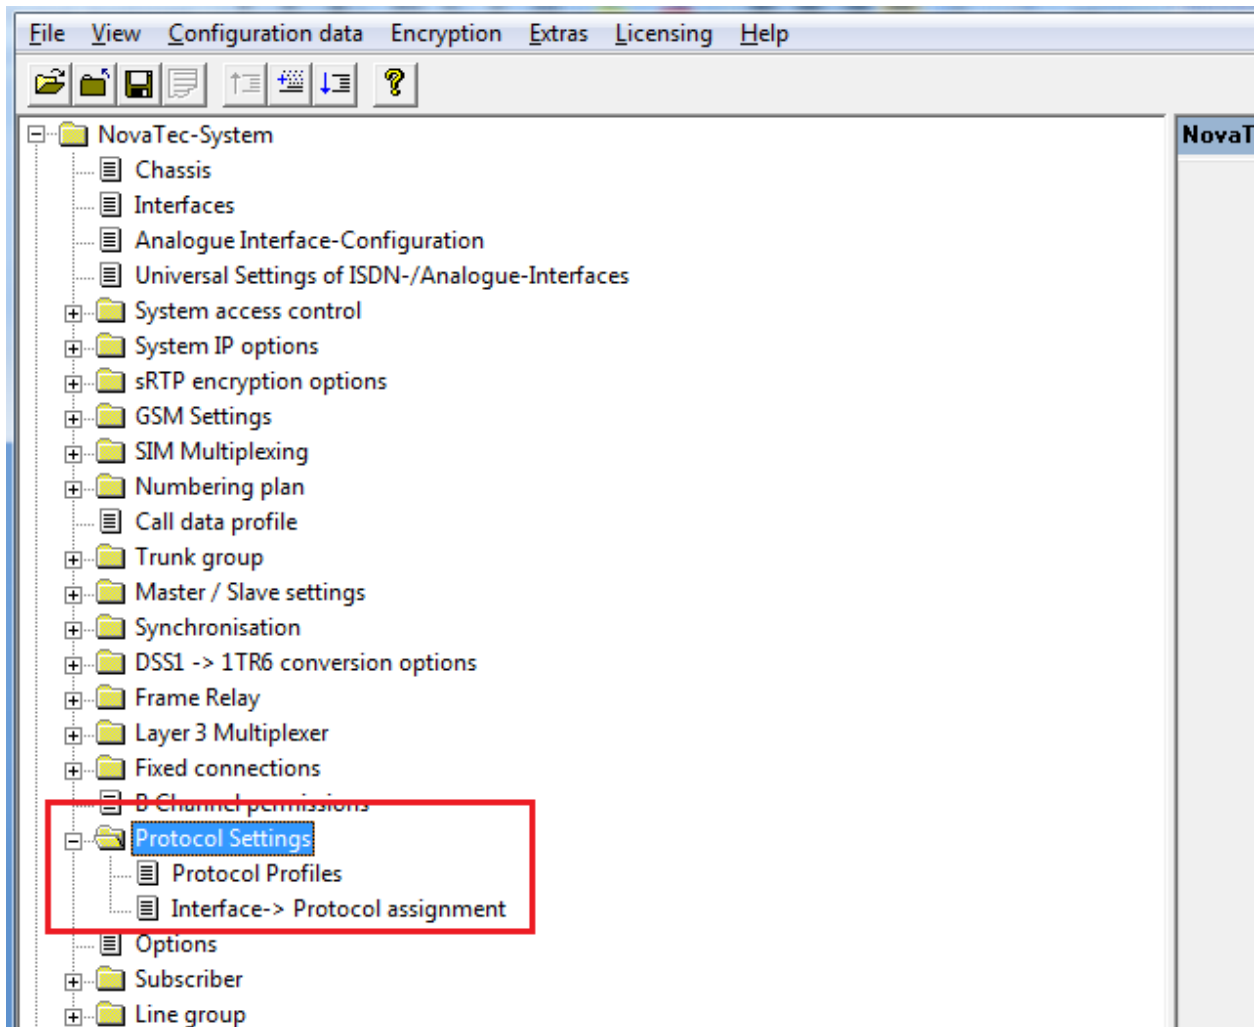 File View Configuration data Encryption Extras Licensing Help
NovaTec-System
NovaT
Chassis
Interfaces
Analogue Interface-Configuration
Universal Settings of ISDN-/Analogue-Interfaces
System access control
System IP options
sRTP encryption options
GSM Settings
SIM Multiplexing
Numbering plan
Call data profile
Trunk group
Master / Slave settings
Synchronisation
DSS1 -> 1TR6 conversion options
Frame Relay
Layer 3 Multiplexer
Fixed connections
B Channel permissions
Protocol Settings
Protocol Profiles
Interface-> Protocol assignment
Options
Subscriber
Line group